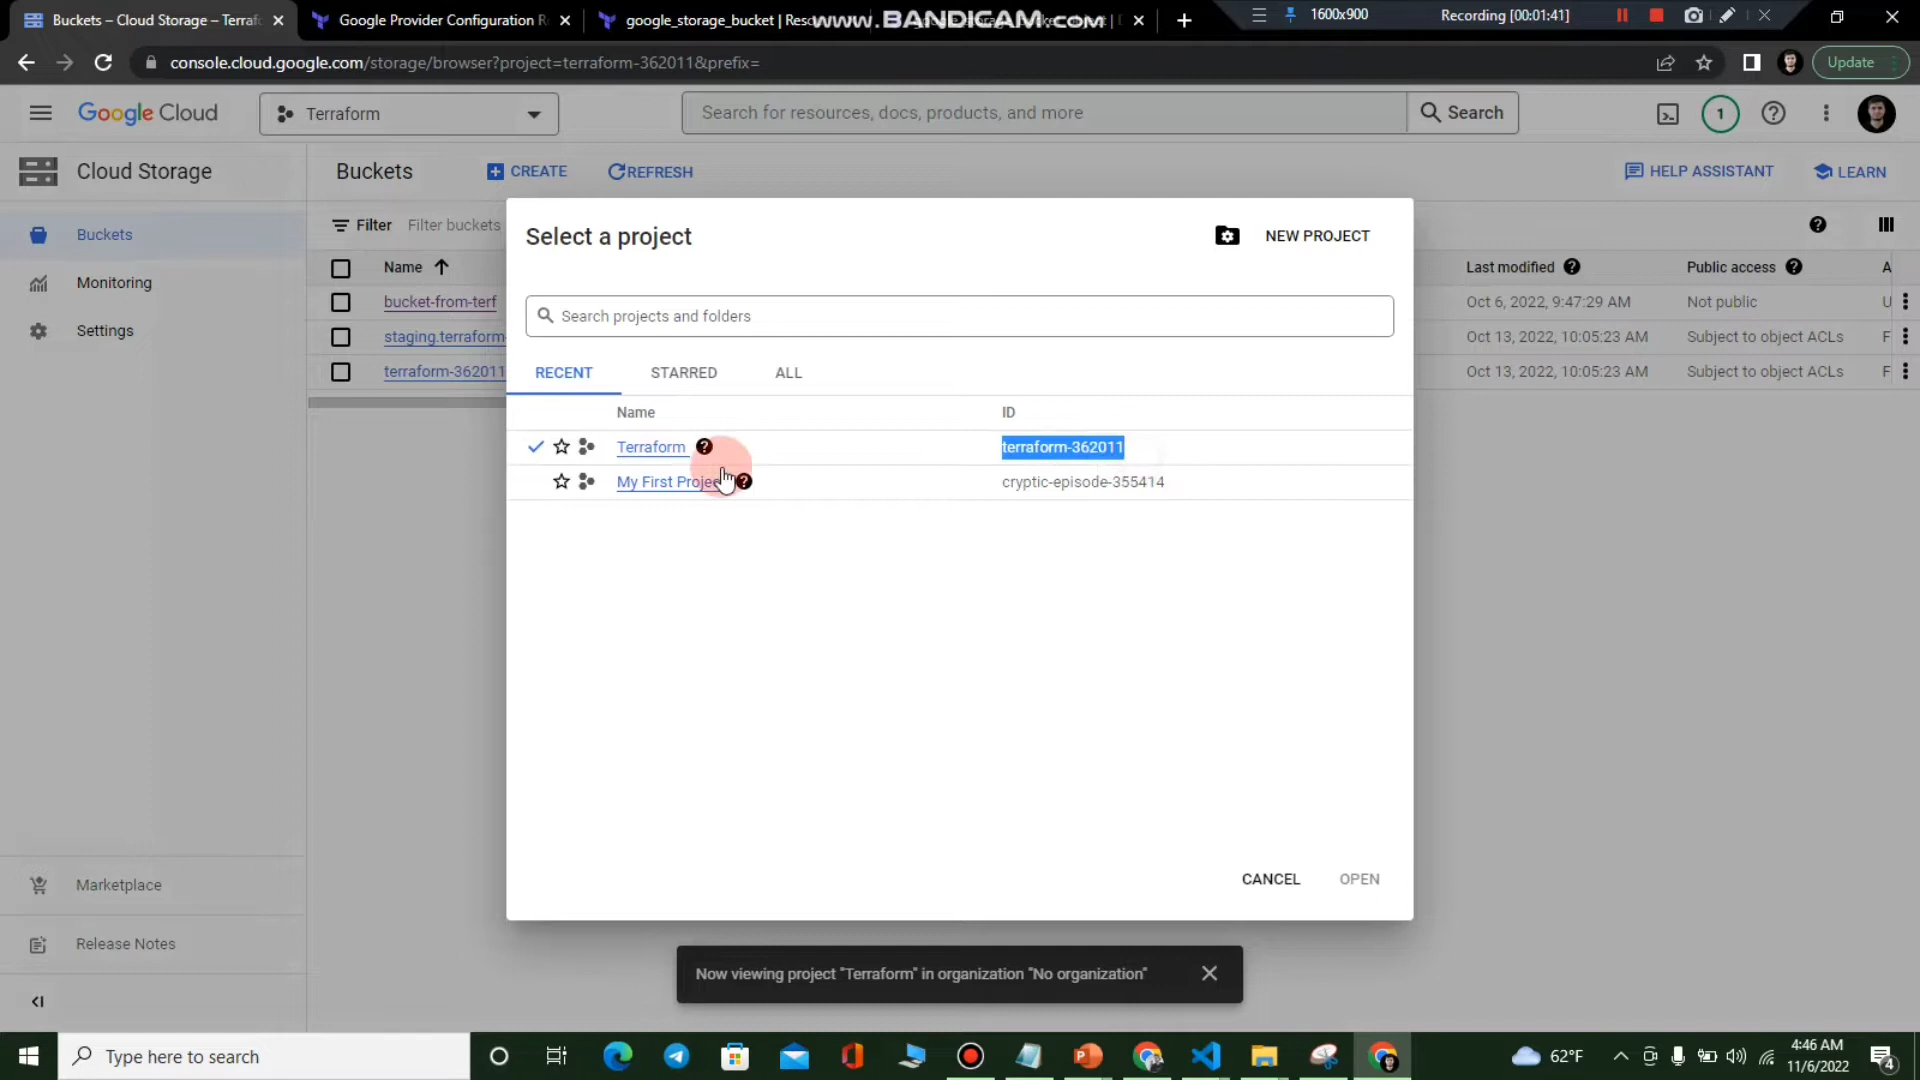 Buckets – Cloud Storage – Terraf
Google Provider Configuration R
google_storage_bucket | Resc
www.BANDICAM.com
1600x900
Recording [00:01:41]
console.cloud.google.com/storage/browser?project=terraform-362011&prefix=
Update
Google Cloud
Terraform
Search for resources, docs, products, and more
Search
1
Cloud Storage
Buckets
CREATE
REFRESH
HELP ASSISTANT
LEARN
Buckets
Monitoring
Settings
Marketplace
Release Notes
Filter Filter buckets
Name
Last modified
Public access
A
bucket-from-terf
Oct 6, 2022, 9:47:29 AM
Not public
U
staging.terraform-
Oct 13, 2022, 10:05:23 AM
Subject to object ACLs
F
terraform-362011
Oct 13, 2022, 10:05:23 AM
Subject to object ACLs
F
Select a project
NEW PROJECT
Search projects and folders
RECENT
STARRED
ALL
Name
ID
Terraform
terraform-362011
My First Projec
cryptic-episode-355414
CANCEL
OPEN
Now viewing project "Terraform" in organization "No organization"
Type here to search
62°F
4:46 AM
11/6/2022
4